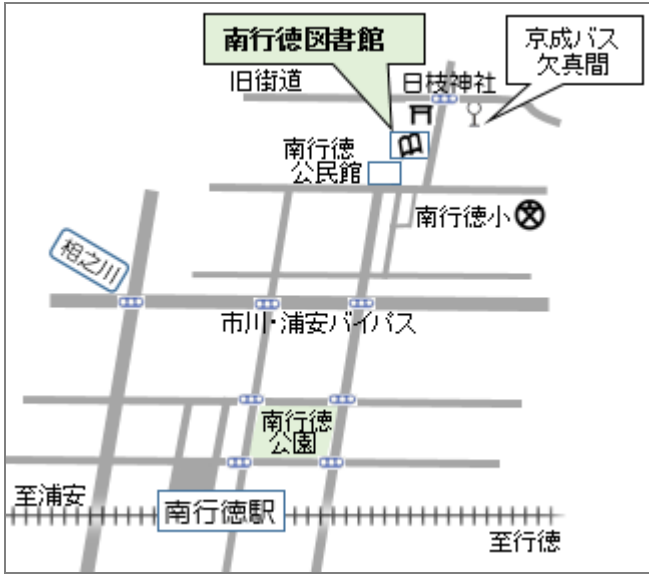 南行徳図書館
京成バス
欠真間
旧街道
日枝神社
南行徳
公民館
南行徳小
文
相之川
市川・浦安バイパス
南行徳
公園
至浦安
南行徳駅
至行徳